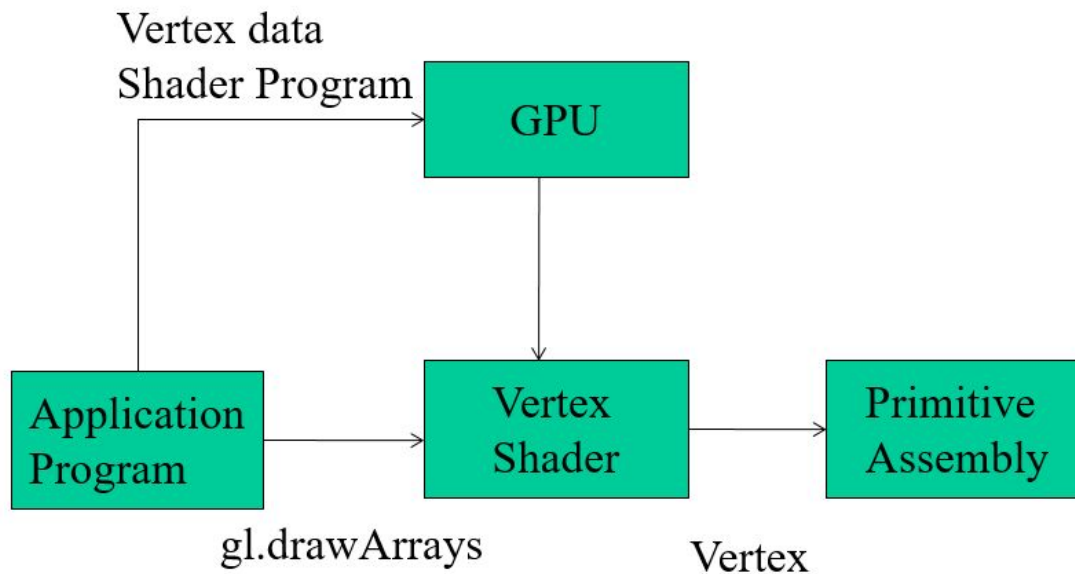 Vertex data
Shader Program
GPU
Application
Program
Vertex
Shader
Primitive
Assembly
gl.drawArrays
Vertex